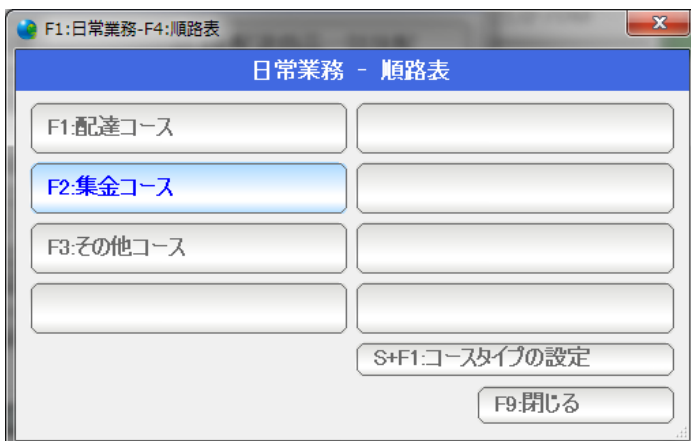 F1:日常業務-F4:順路表
日常業務 - 順路表
F1:配達コース
F2:集金コース
F3:その他コース
S+F1:コースタイプの設定
F9:閉じる